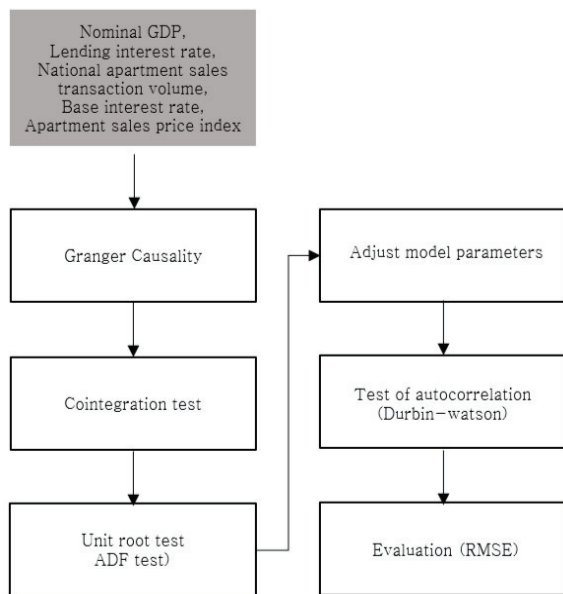 Nominal GDP,
Lending interest rate,
National apartment sales
transaction volume,
Base interest rate,
Apartment sales price index
Granger Causality
Cointegration test
Unit root test
ADF test)
Adjust model parameters
Test of autocorrelation
(Durbin-watson)
Evaluation (RMSE)